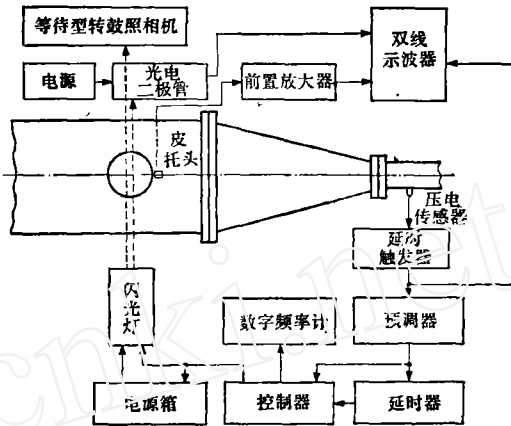 等待型转鼓照相机
双线
示波器
电源
光电
二极管
前置放大器
皮
托头
压电
传感器
延时
触发器
闪
光
灯
数字频率计
预调器
电源箱
控制器
延时器
cnki.net